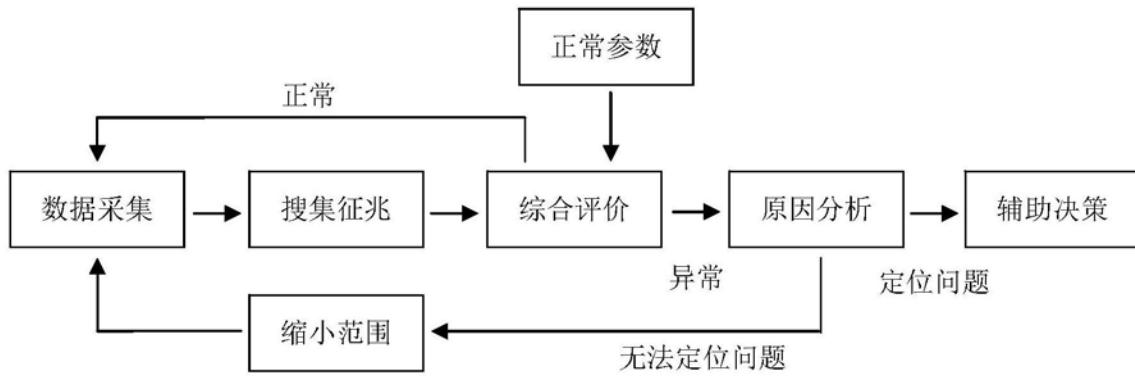 正常参数
正常
数据采集
搜集征兆
综合评价
原因分析
辅助决策
异常
定位问题
缩小范围
无法定位问题